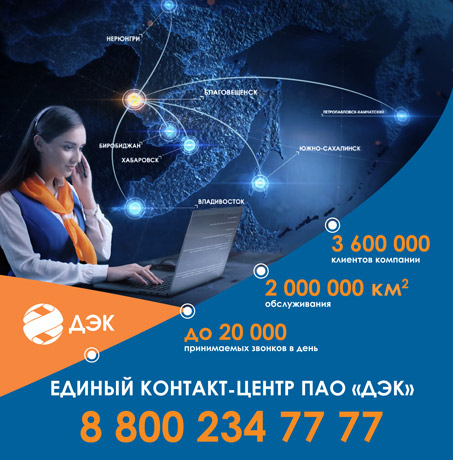 НЕРЮНГРИ
БЛАГОВЕЩЕНСК
ПЕТРОПАВЛОВСК-КАМЧАТСКИЙ
БИРОБИДЖАН
ХАБАРОВСК
ЮЖНО-САХАЛИНСК
ВЛАДИВОСТОК
3 600 000
клиентов компании
2 000 000 км²
обслуживания
ДЭК
до 20 000
принимаемых звонков в день
ЕДИНЫЙ КОНТАКТ-ЦЕНТР ПАО «ДЭК»
8 800 234 77 77